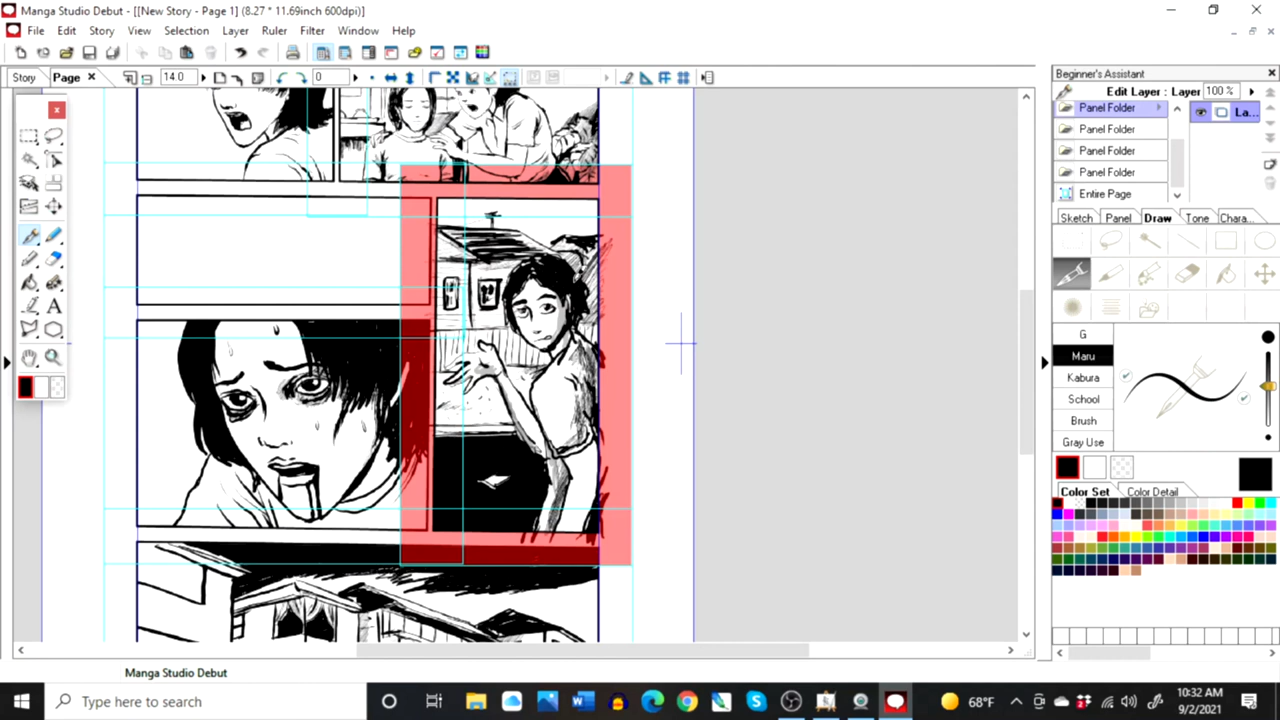 Manga Studio Debut - [[New Story - Page 1] (8.27 * 11.69inch 600dpi)]
File Edit Story View Selection Layer Ruler Filter Window Help
Story Page 14.0 0
Beginner's Assistant
Edit Layer : Layer 100 %
Panel Folder La...
Panel Folder
Panel Folder
Panel Folder
Entire Page
Sketch Panel Draw Tone Chara...
G
Maru
Kabura
School
Brush
Gray Use
Color Set Color Detail
Manga Studio Debut
Type here to search
68°F
10:32 AM
9/2/2021